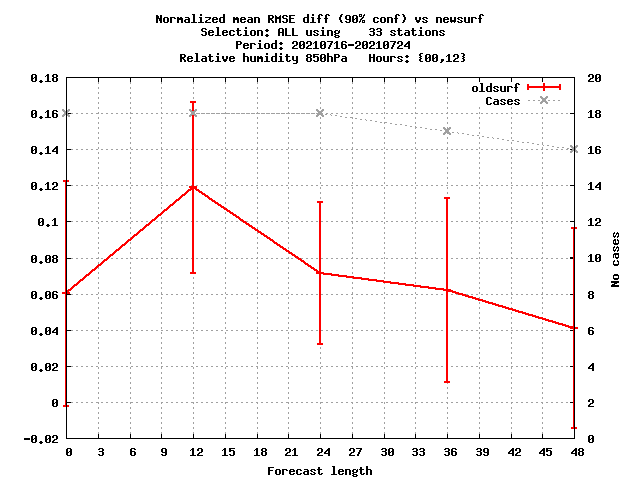 Normalized mean RMSE diff (90% conf) vs newsurf
Selection: ALL using    33 stations
Period: 20210716-20210724
Relative humidity 850hPa   Hours: {00,12}
oldsurf
Cases
0.18
0.16
0.14
0.12
0.1
0.08
0.06
0.04
0.02
0
-0.02
20
18
16
14
12
10
8
6
4
2
0
No cases
0 3 6 9 12 15 18 21 24 27 30 33 36 39 42 45 48
Forecast length